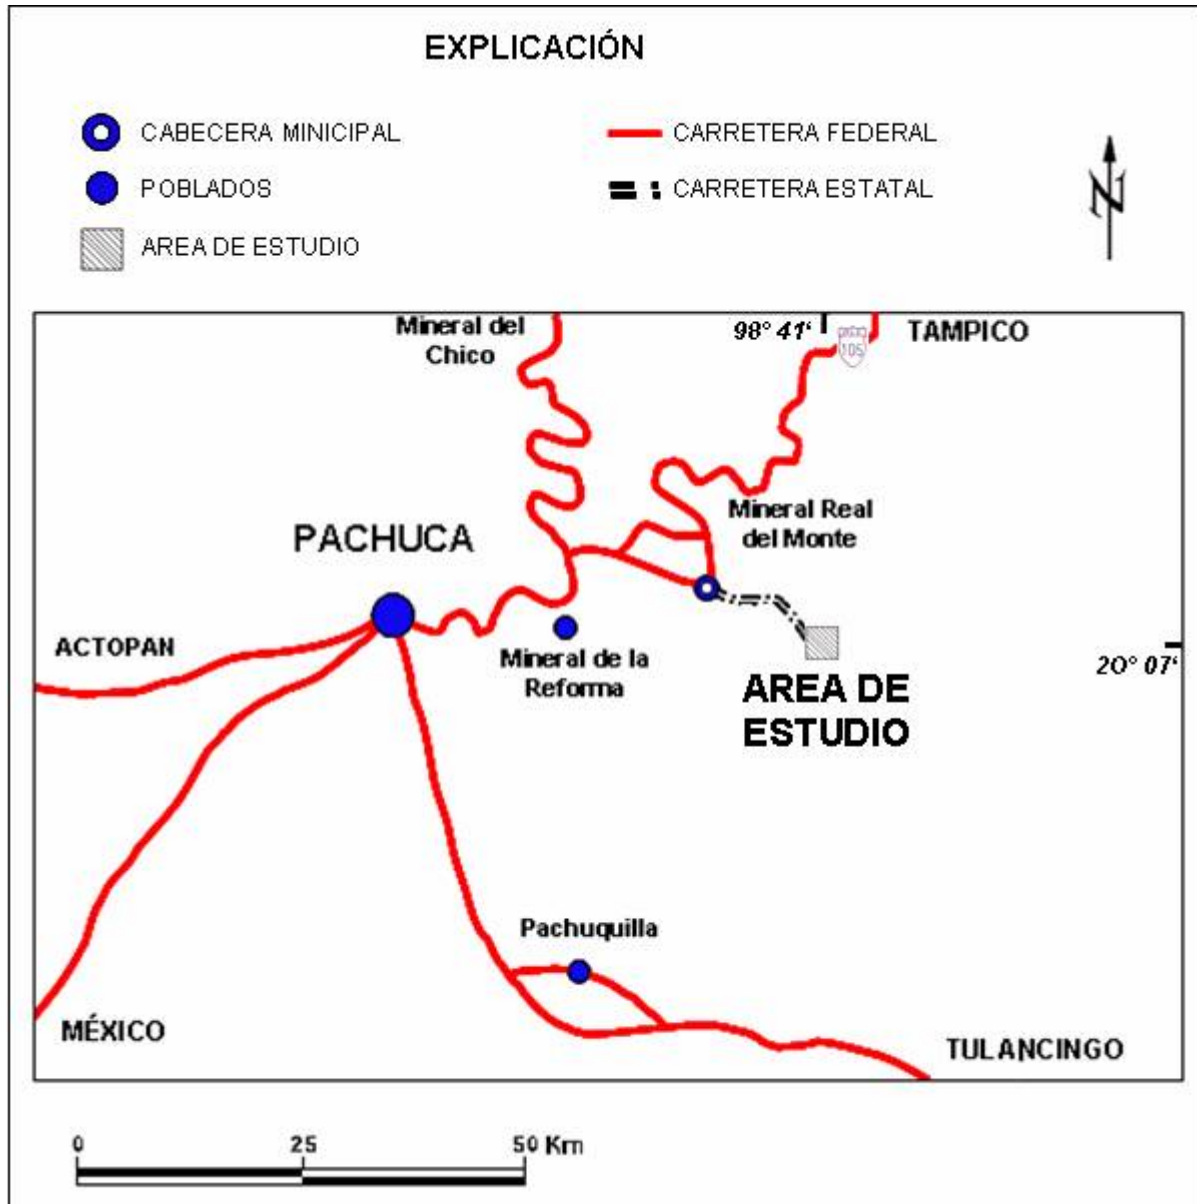 EXPLICACIÓN
CABECERA MINICIPAL
CARRETERA FEDERAL
POBLADOS
CARRETERA ESTATAL
AREA DE ESTUDIO
N
Mineral del
Chico
98° 41'
105
TAMPICO
Mineral Real
del Monte
PACHUCA
ACTOPAN
Mineral de la
Reforma
20° 07'
AREA DE
ESTUDIO
Pachuquilla
MÉXICO
TULANCINGO
0 25 50 Km